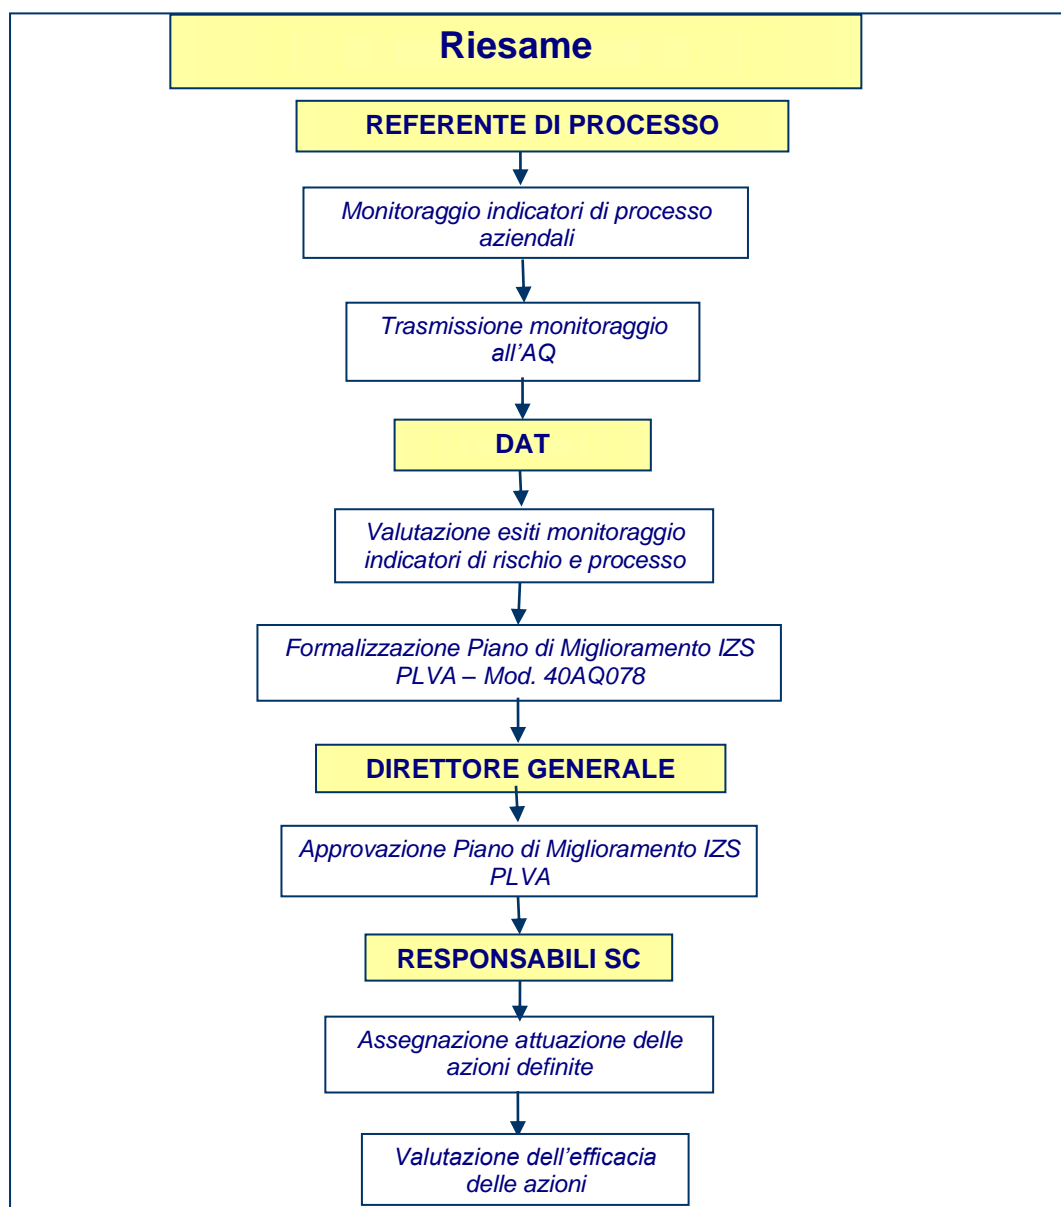 Riesame
REFERENTE DI PROCESSO
Monitoraggio indicatori di processo
aziendali
Trasmissione monitoraggio
all’AQ
DAT
Valutazione esiti monitoraggio
indicatori di rischio e processo
Formalizzazione Piano di Miglioramento IZS
PLVA – Mod. 40AQ078
DIRETTORE GENERALE
Approvazione Piano di Miglioramento IZS
PLVA
RESPONSABILI SC
Assegnazione attuazione delle
azioni definite
Valutazione dell’efficacia
delle azioni